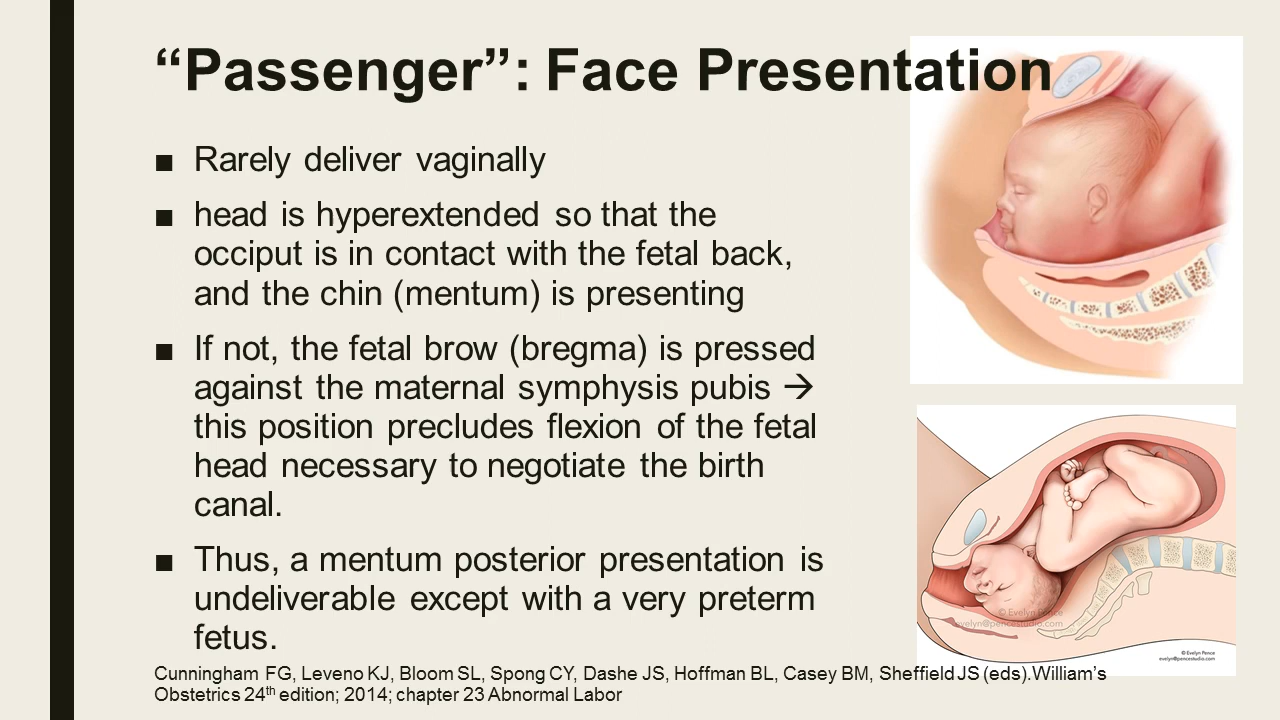 “Passenger”: Face Presentation
■ Rarely deliver vaginally
■ head is hyperextended so that the
occiput is in contact with the fetal back,
and the chin (mentum) is presenting
■ If not, the fetal brow (bregma) is pressed
against the maternal symphysis pubis →
this position precludes flexion of the fetal
head necessary to negotiate the birth
canal.
■ Thus, a mentum posterior presentation is
undeliverable except with a very preterm
fetus.
© Evelyn Pence
evelyn@pencestudio.com
© Evelyn Pence
evelyn@pencestudio.com
Cunningham FG, Leveno KJ, Bloom SL, Spong CY, Dashe JS, Hoffman BL, Casey BM, Sheffield JS (eds).William’s
Obstetrics 24th edition; 2014; chapter 23 Abnormal Labor